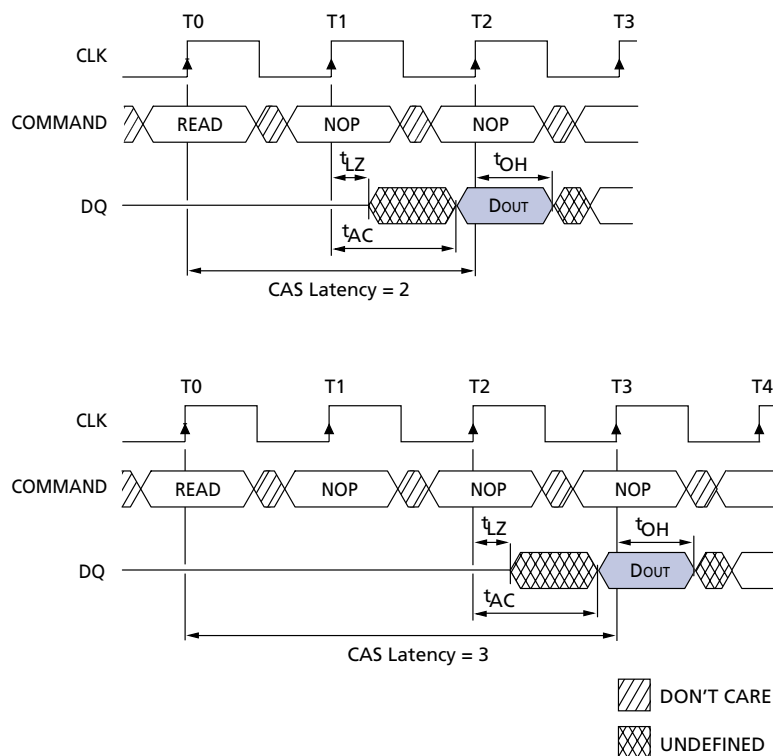 T0 T1 T2 T3
CLK
COMMAND READ NOP NOP
tLZ tOH
DQ DOUT
tAC
CAS Latency = 2
T0 T1 T2 T3 T4
CLK
COMMAND READ NOP NOP NOP
tLZ tOH
DQ DOUT
tAC
CAS Latency = 3
DON'T CARE
UNDEFINED